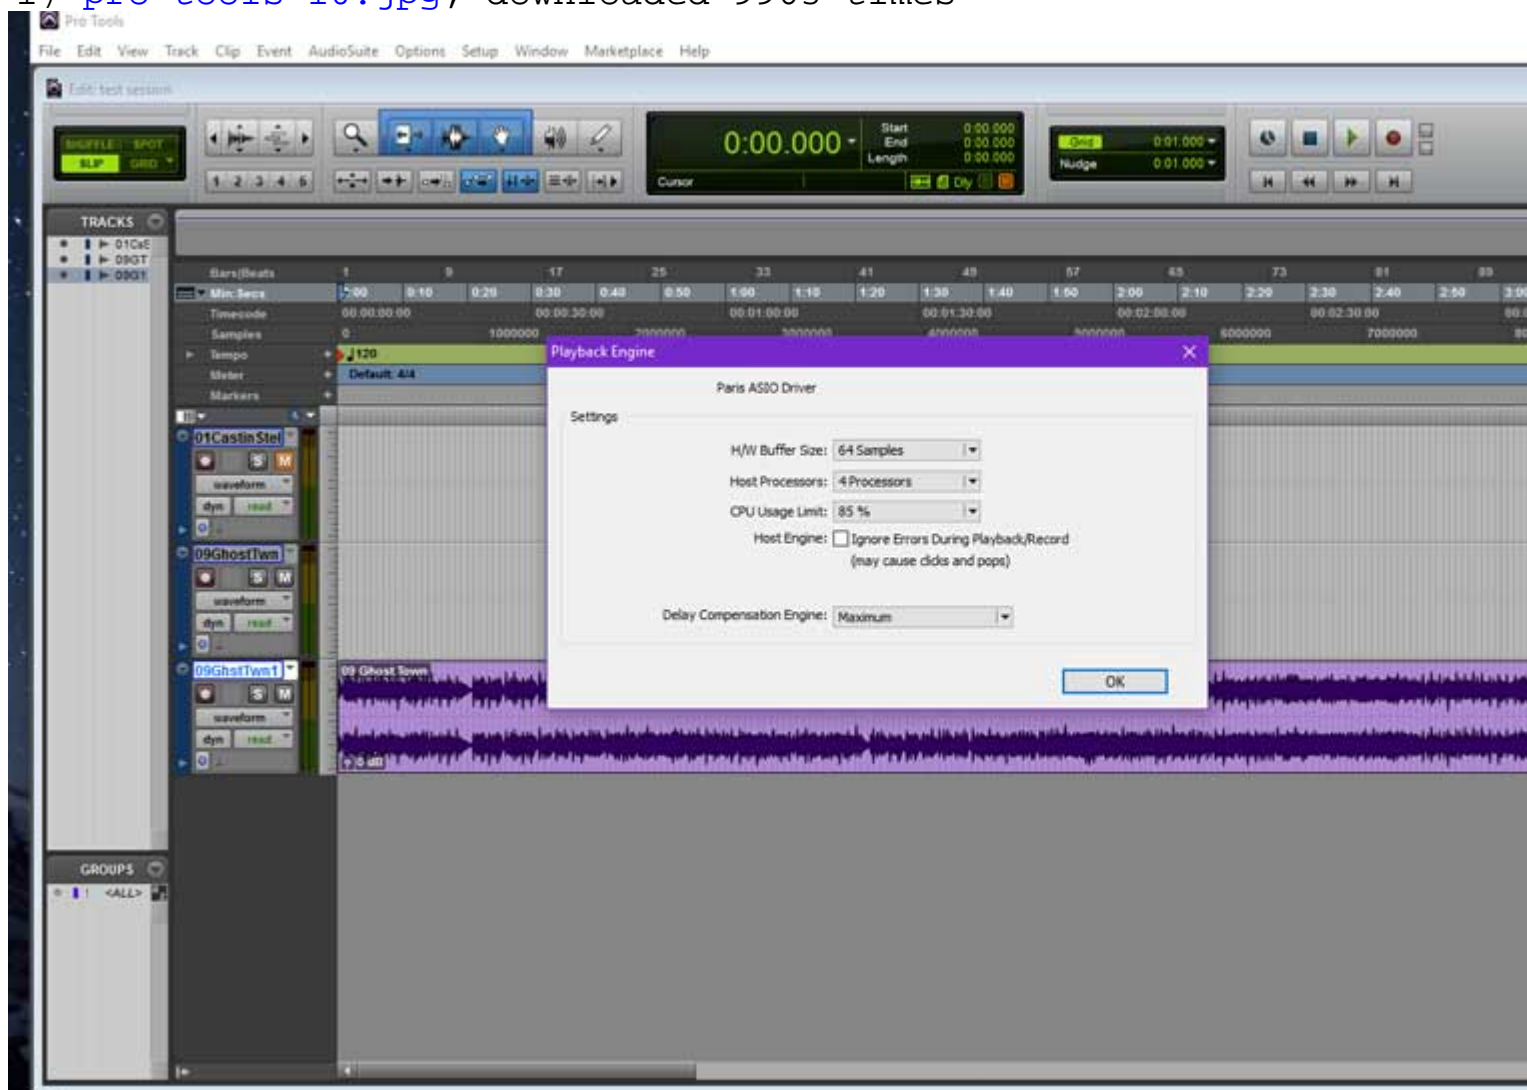 1) pro tools 10.jpg, downloaded 9903 times
Pro Tools
File Edit View Track Clip Event AudioSuite Options Setup Window Marketplace Help
Edit: test session
SHUFFLE SPOT
SLIP GRID
1 2 3 4 5
0:00.000
Start 0:00.000
End 0:00.000
Length 0:00.000
Cursor
Dly
Grid 0:01.000
Nudge 0:01.000
TRACKS
01CsS
09GT
09G1
Bars|Beats 1 9 17 25 33 41 49 57 65 73 81 89
Min:Secs 0:00 0:10 0:20 0:30 0:40 0:50 1:00 1:10 1:20 1:30 1:40 1:50 2:00 2:10 2:20 2:30 2:40 2:50 3:00
Timecode 00:00:00:00 00:00:30:00 00:01:00:00 00:01:30:00 00:02:00:00 00:02:30:00
Samples 0 1000000 2000000 3000000 4000000 5000000 6000000 7000000
Tempo 120
Meter Default: 4/4
Markers
Playback Engine
Paris ASIO Driver
Settings
H/W Buffer Size: 64 Samples
Host Processors: 4 Processors
CPU Usage Limit: 85 %
Host Engine: Ignore Errors During Playback/Record
(may cause clicks and pops)
Delay Compensation Engine: Maximum
OK
01CastinStel
S M
waveform
dyn read
09GhostTwn
S M
waveform
dyn read
09GhstTwn1
S M
waveform
dyn read
09 Ghost Town
0 dB
GROUPS
! <ALL>